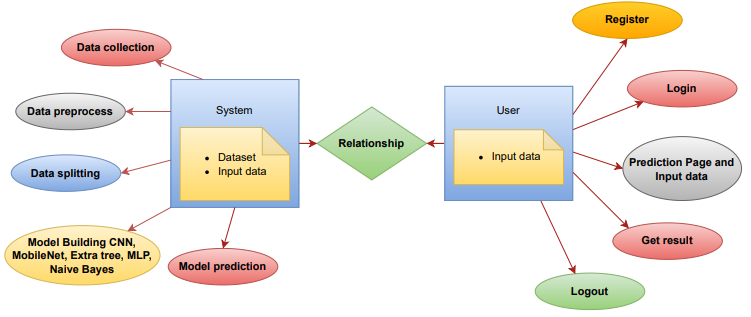 Register
Data collection
Login
System
User
Data preprocess
Relationship
• Dataset
• Input data
• Input data
Prediction Page and
Input data
Data splitting
Model Building CNN,
MobileNet, Extra tree, MLP,
Naive Bayes
Model prediction
Get result
Logout